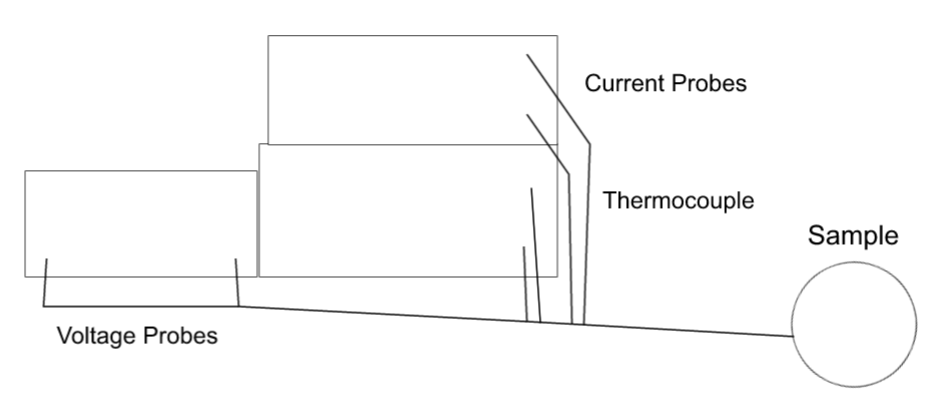 Current Probes
Thermocouple
Sample
Voltage Probes